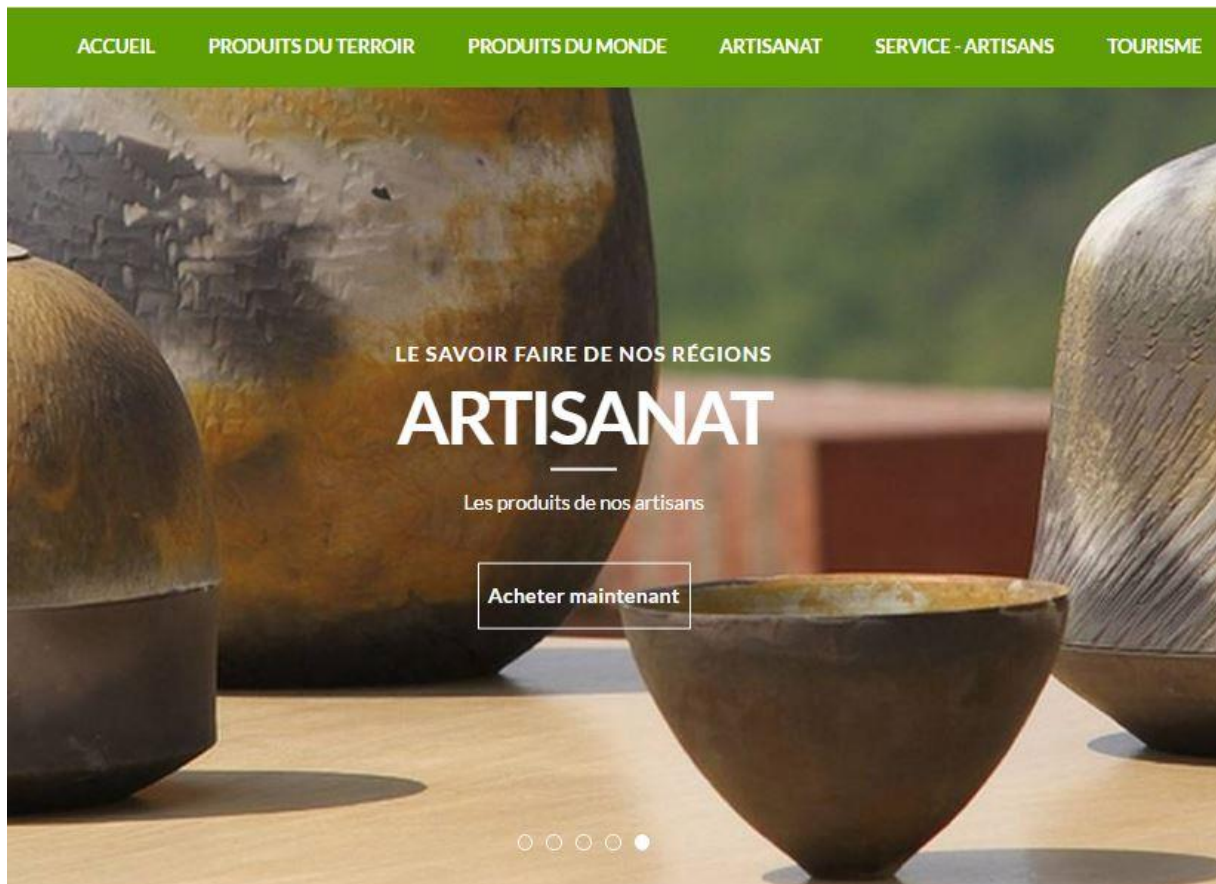 ACCUEIL PRODUITS DU TERROIR PRODUITS DU MONDE ARTISANAT SERVICE - ARTISANS TOURISME
LE SAVOIR FAIRE DE NOS RÉGIONS
ARTISANAT
Les produits de nos artisans
Acheter maintenant